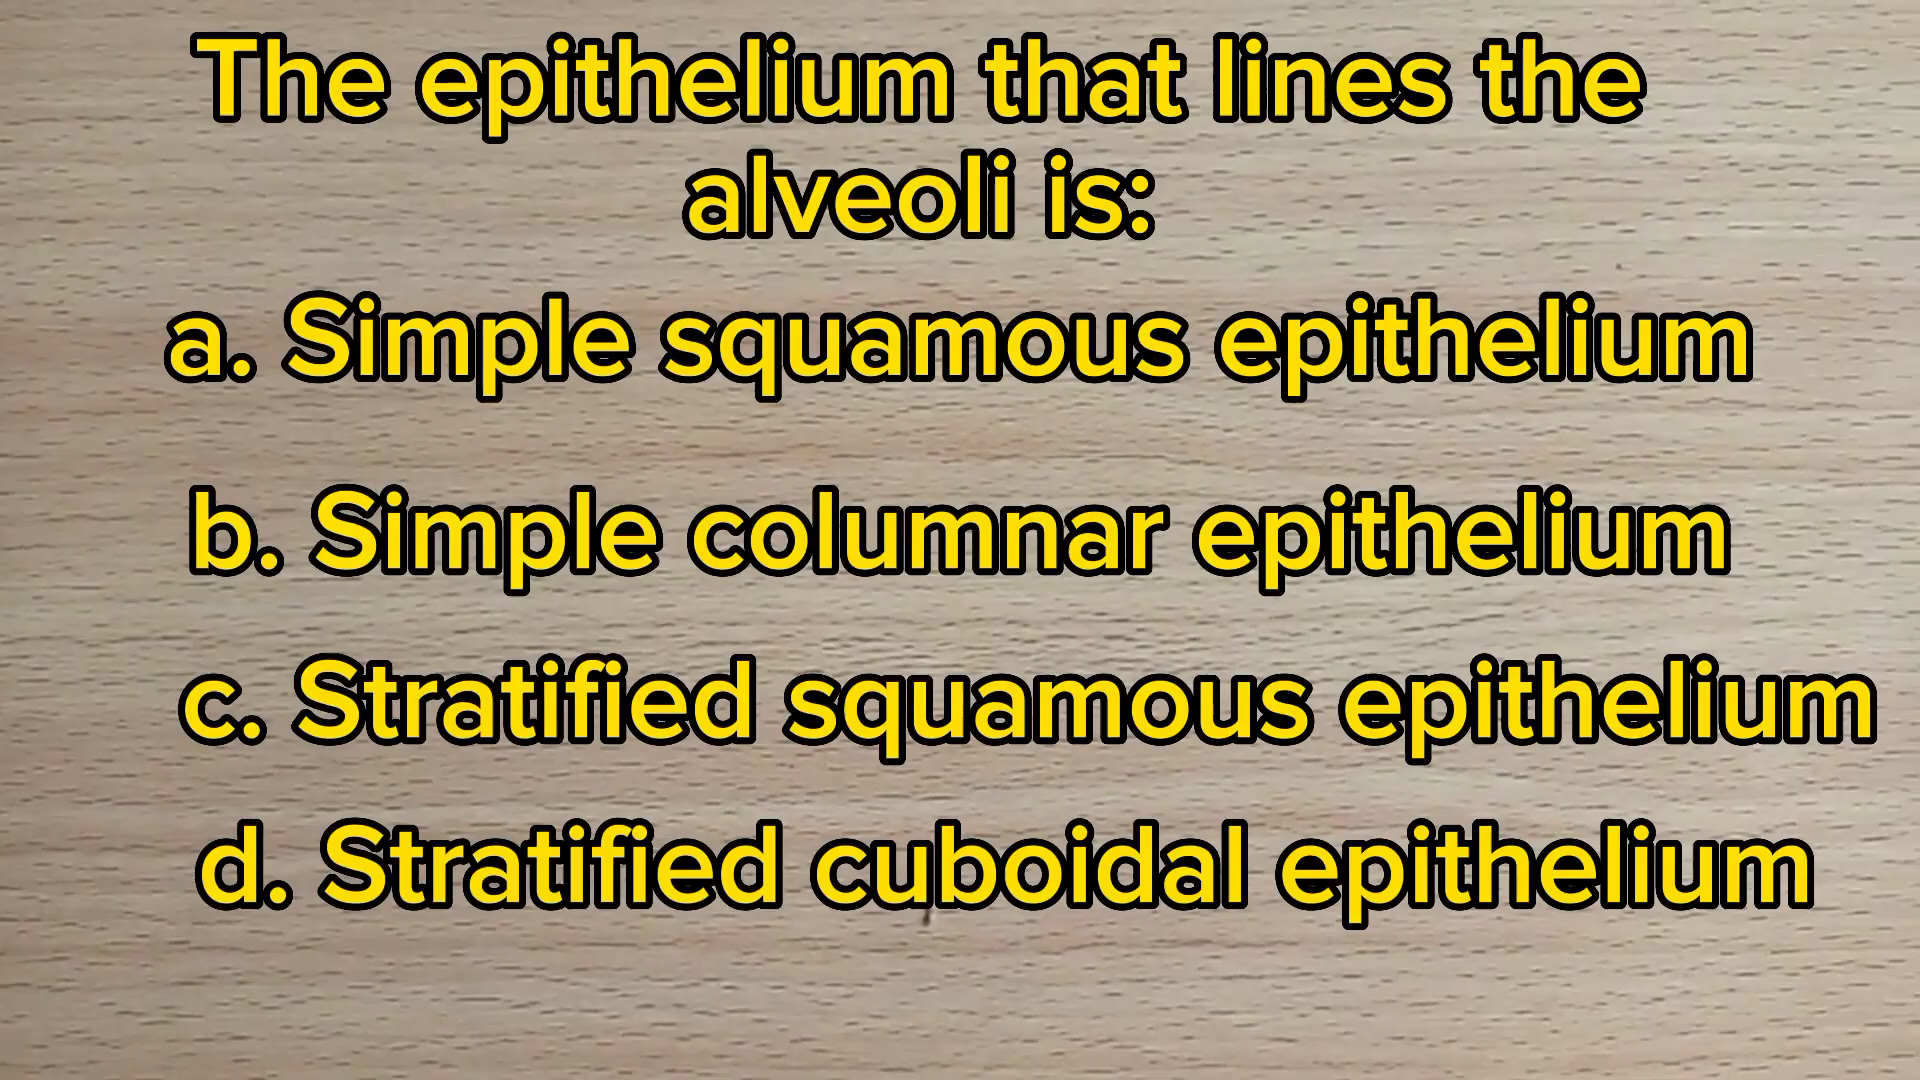 The epithelium that lines the
alveoli is:
a. Simple squamous epithelium
b. Simple columnar epithelium
c. Stratified squamous epithelium
d. Stratified cuboidal epithelium